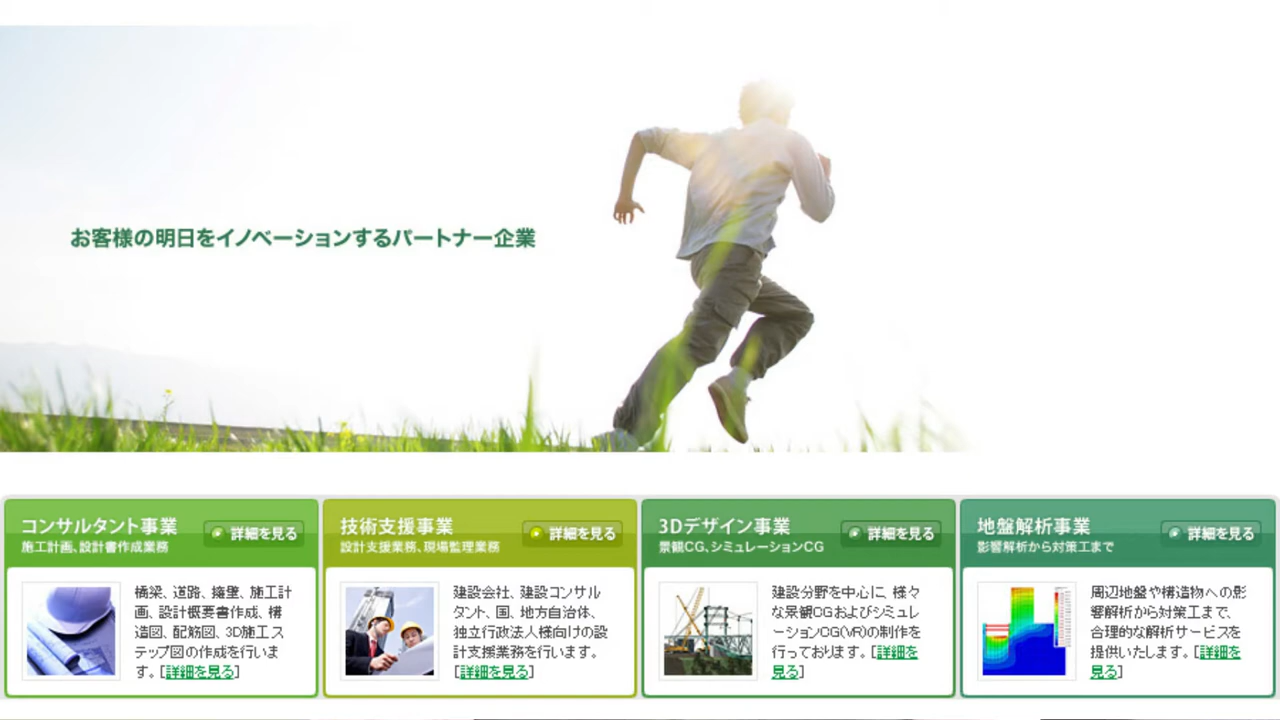 お客様の明日をイノベーションするパートナー企業
コンサルタント事業
施工計画、設計書作成業務
詳細を見る
橋梁、道路、擁壁、施工計
画、設計概要書作成、構
造図、配筋図、3D施工ス
テップ図の作成を行いま
す。[詳細を見る]
技術支援事業
設計支援業務、現場監理業務
詳細を見る
建設会社、建設コンサル
タント、国、地方自治体、
独立行政法人様向けの設
計支援業務を行います。
[詳細を見る]
3Dデザイン事業
景観CG、シミュレーションCG
詳細を見る
建設分野を中心に、様々
な景観CGおよびシミュレ
ーションCG(VR)の制作を
行っております。[詳細を
見る]
地盤解析事業
影響解析から対策工まで
詳細を見る
周辺地盤や構造物への影
響解析から対策工まで、
合理的な解析サービスを
提供いたします。[詳細を
見る]